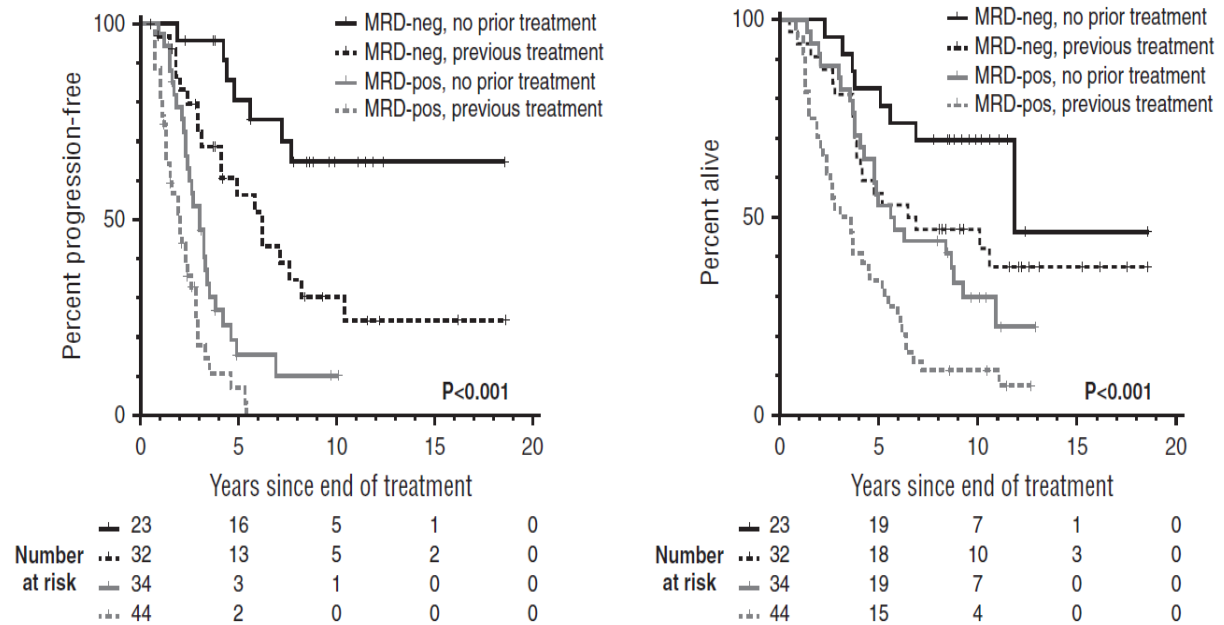 MRD-neg, no prior treatment
MRD-neg, previous treatment
MRD-pos, no prior treatment
MRD-pos, previous treatment
100
50
0
Percent progression-free
P<0.001
0 5 10 15 20
Years since end of treatment
Number at risk
23 16 5 1 0
32 13 5 2 0
34 3 1 0 0
44 2 0 0 0
MRD-neg, no prior treatment
MRD-neg, previous treatment
MRD-pos, no prior treatment
MRD-pos, previous treatment
100
50
0
Percent alive
P<0.001
0 5 10 15 20
Years since end of treatment
Number at risk
23 19 7 1 0
32 18 10 3 0
34 19 7 0 0
44 15 4 0 0